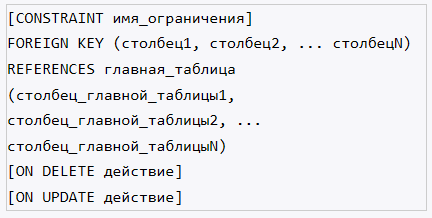 [CONSTRAINT имя_ограничения]
FOREIGN KEY (столбец1, столбец2, ... столбецN)
REFERENCES главная_таблица
(столбец_главной_таблицы1,
столбец_главной_таблицы2, ...
столбец_главной_таблицыN)
[ON DELETE действие]
[ON UPDATE действие]